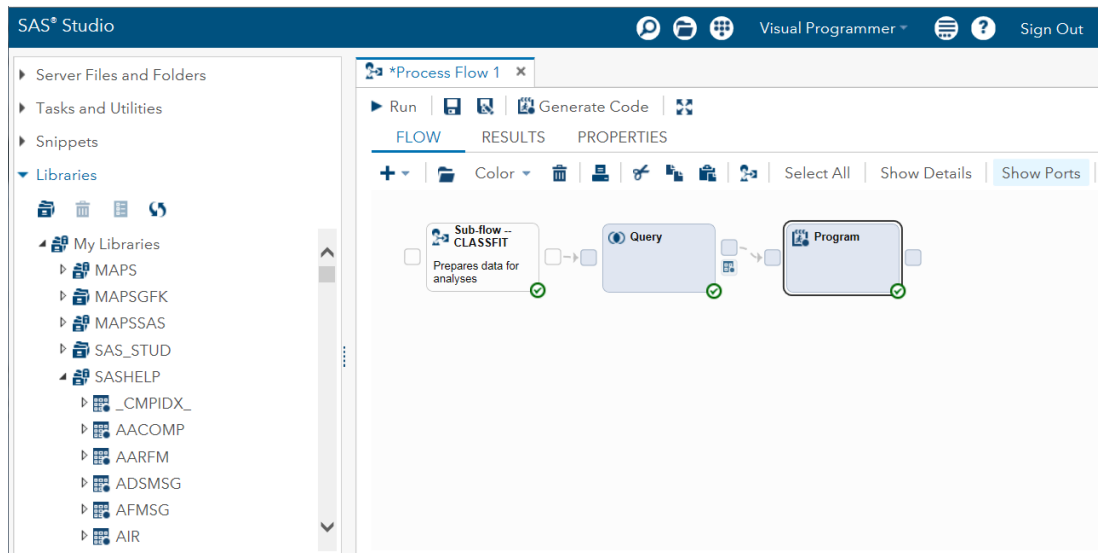 SAS® Studio
Visual Programmer
?
Sign Out
Server Files and Folders
Tasks and Utilities
Snippets
Libraries
My Libraries
MAPS
MAPSGFK
MAPSSAS
SAS_STUD
SASHELP
_CMPIDX_
AACOMP
AARFM
ADSMSG
AFMSG
AIR
*Process Flow 1
Run
Generate Code
FLOW RESULTS PROPERTIES
Color Select All Show Details Show Ports
Sub-flow --
CLASSFIT
Prepares data for
analyses
Query
Program